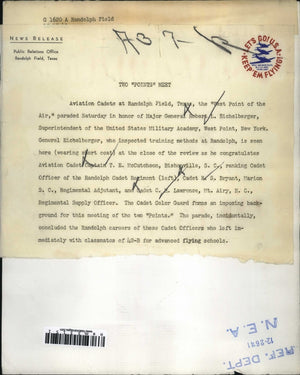 G 1620 A Randolph Field
A37-
NEWS RELEASE
Public Relations Office
Randolph Field, Texas
LET'S GO! U.S.A.
KEEP 'EM FLYING!
TWO "POINTS" MEET
Aviation Cadets at Randolph Field, Texas, the "West Point of the
Air," paraded Saturday in honor of Major General Robert L. Eichelberger,
Superintendent of the United States Military Academy, West Point, New York.
General Eichelberger, who inspected training methods at Randolph, is seen
here (wearing short coat) at the close of the review as he congratulates
Aviation Cadet Captain T. E. McCutcheon, Bishopville, S. C., ranking Cadet
Officer of the Randolph Cadet Regiment (left), Cadet R. S. Bryant, Marion
S. C., Regimental Adjutant, and Cadet C. Lawrence, Mt. Airy, N. C.,
Regimental Supply Officer. The Cadet Color Guard forms an imposing back-
ground for this meeting of the two "Points." The parade, incidentally,
concluded the Randolph careers of these Cadet Officers who left im-
mediately with classmates of 42-B for advanced flying schools.
N.E.A.
REF. DEPT.